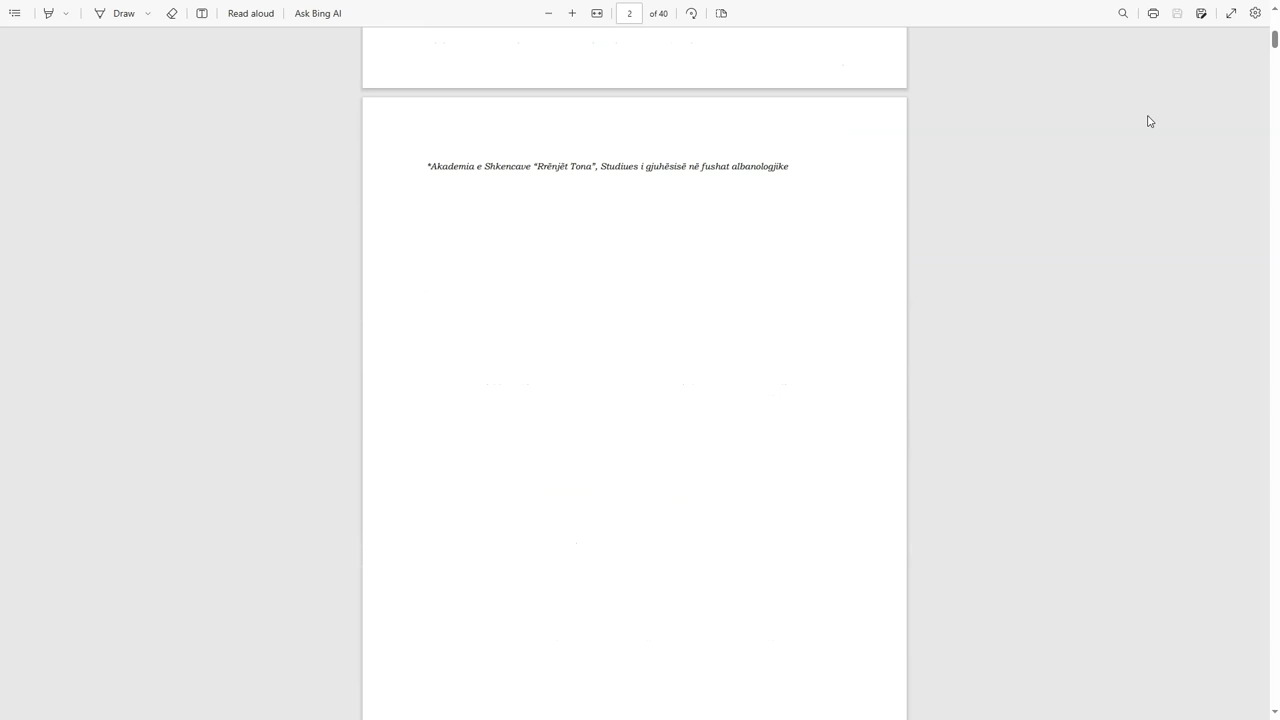 Draw
Read aloud
Ask Bing AI
2 of 40
*Akademia e Shkencave “Rrënjët Tona”, Studiues i gjuhësisë në fushat albanologjike